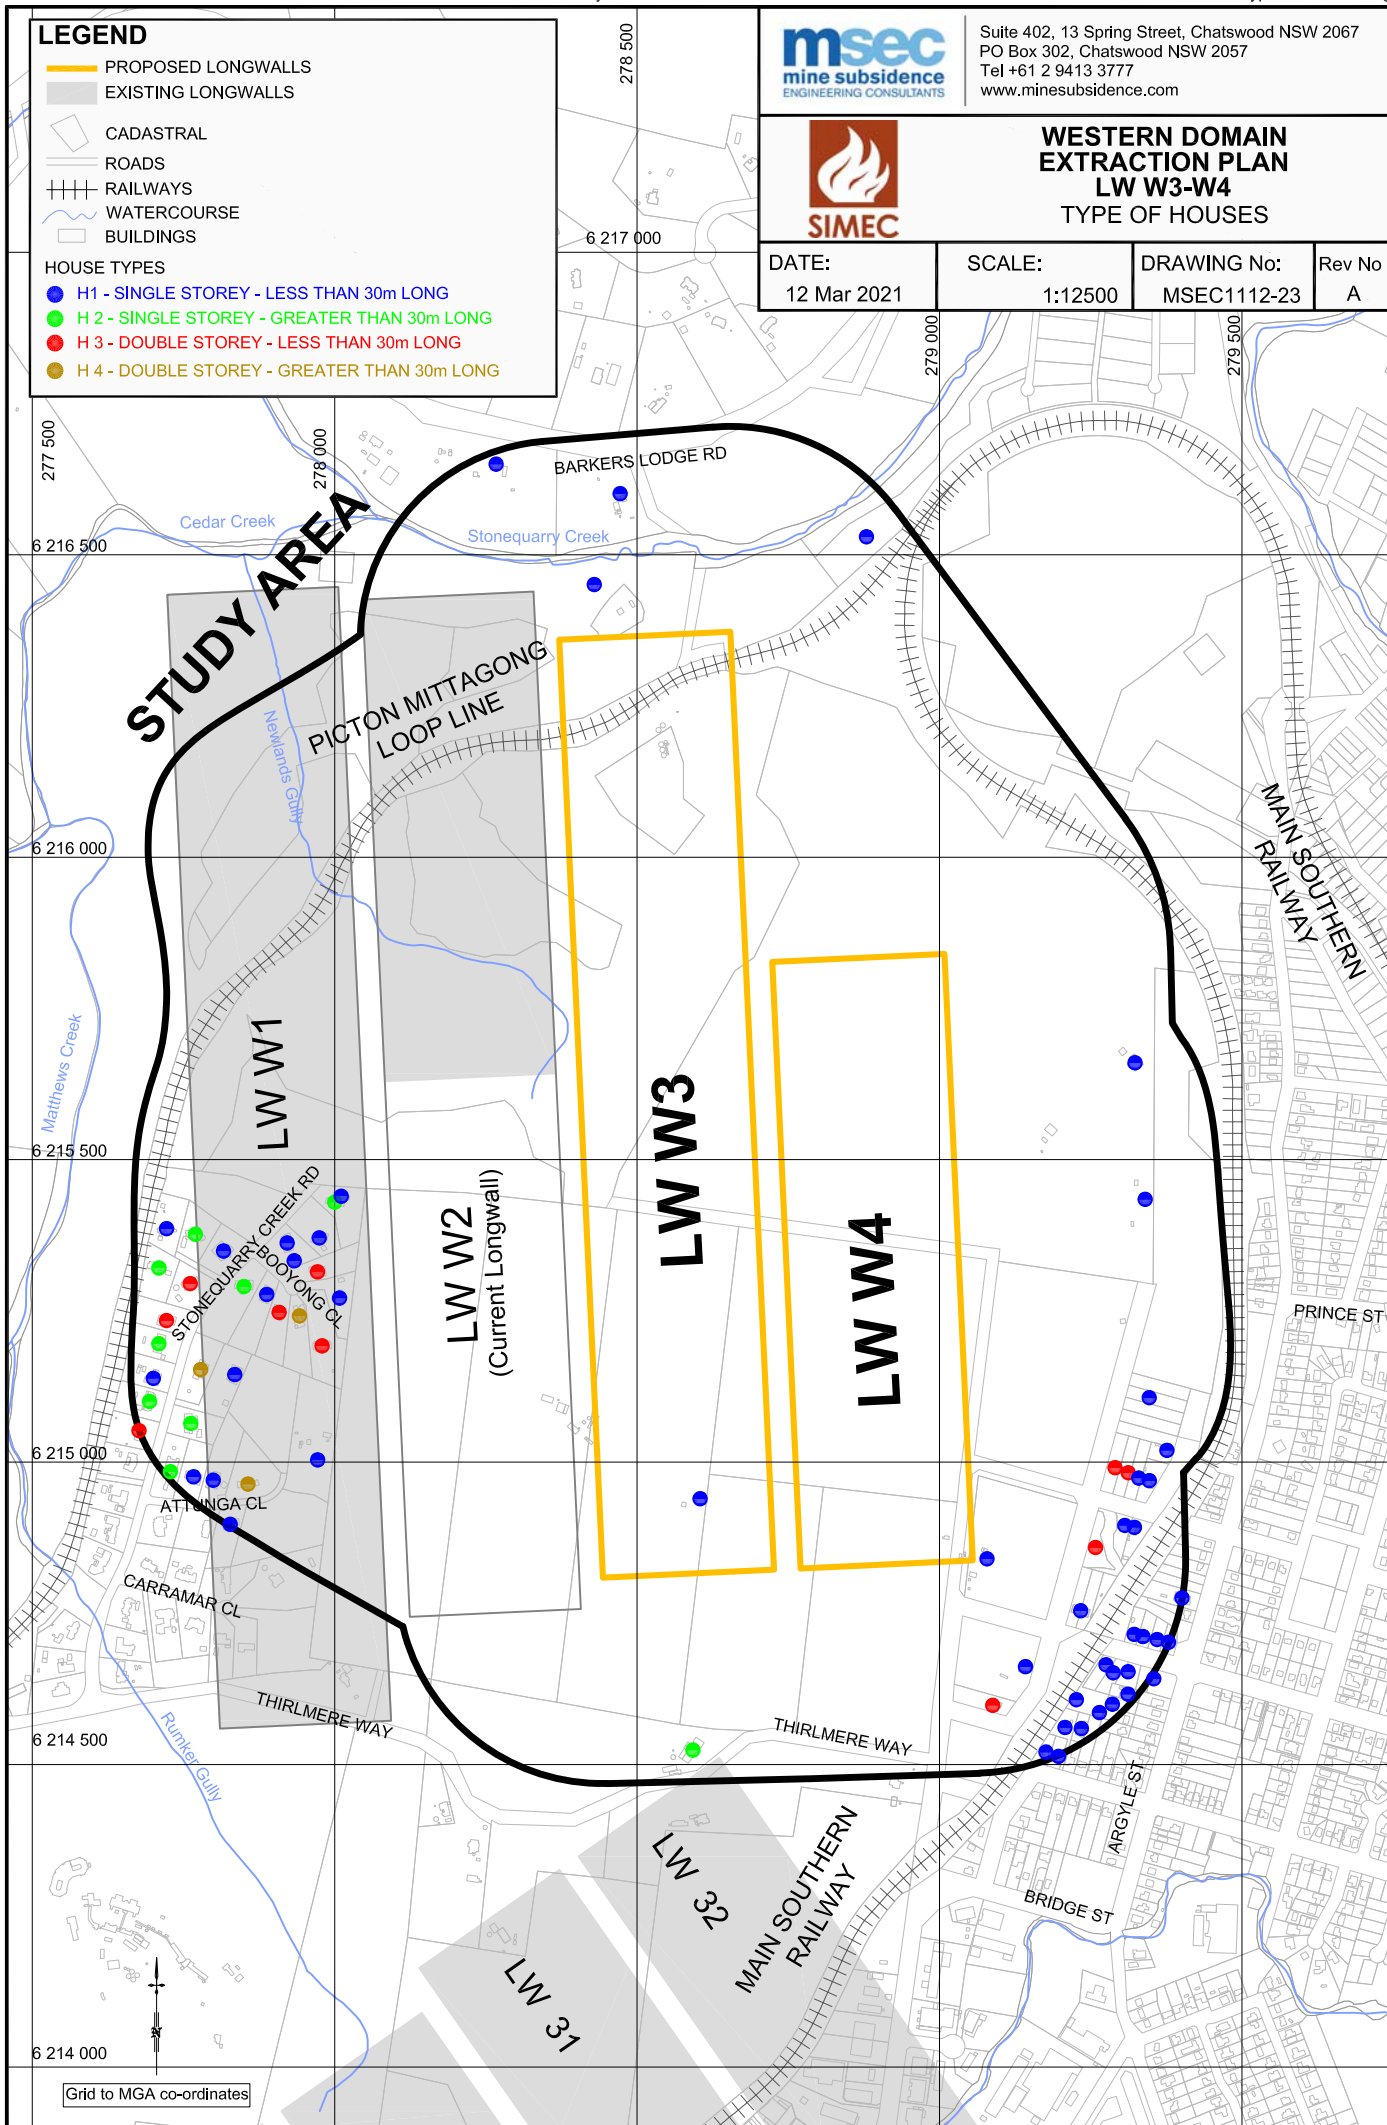 LEGEND
PROPOSED LONGWALLS
EXISTING LONGWALLS
CADASTRAL
ROADS
RAILWAYS
WATERCOURSE
BUILDINGS
HOUSE TYPES
H1 - SINGLE STOREY - LESS THAN 30m LONG
H 2 - SINGLE STOREY - GREATER THAN 30m LONG
H 3 - DOUBLE STOREY - LESS THAN 30m LONG
H 4 - DOUBLE STOREY - GREATER THAN 30m LONG
msec
mine subsidence
ENGINEERING CONSULTANTS
Suite 402, 13 Spring Street, Chatswood NSW 2067
PO Box 302, Chatswood NSW 2057
Tel +61 2 9413 3777
www.minesubsidence.com
SIMEC
WESTERN DOMAIN
EXTRACTION PLAN
LW W3-W4
TYPE OF HOUSES
DATE:
12 Mar 2021
SCALE:
1:12500
DRAWING No:
MSEC1112-23
Rev No
A
278 500
6 217 000
279 000
279 500
277 500
278 000
BARKERS LODGE RD
Cedar Creek
Stonequarry Creek
6 216 500
STUDY AREA
PICTON MITTAGONG
LOOP LINE
Newlands Gully
MAIN SOUTHERN
RAILWAY
6 216 000
Matthews Creek
LW W1
LW W2
(Current Longwall)
LW W3
LW W4
6 215 500
STONEQUARRY CREEK RD
BOOYONG CL
PRINCE ST
6 215 000
ATTUNGA CL
CARRAMAR CL
THIRLMERE WAY
THIRLMERE WAY
Rumker Gully
6 214 500
ARGYLE ST
LW 32
MAIN SOUTHERN
RAILWAY
BRIDGE ST
LW 31
N
6 214 000
Grid to MGA co-ordinates